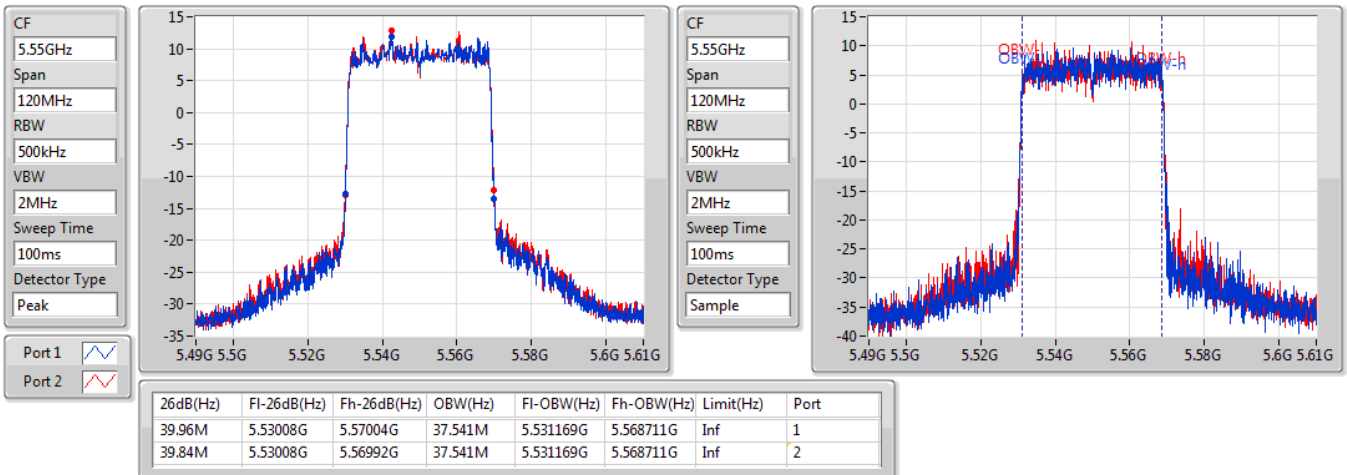 CF
5.55GHz
Span
120MHz
RBW
500kHz
VBW
2MHz
Sweep Time
100ms
Detector Type
Peak
Port 1
Port 2
15
10
5
0
-5
-10
-15
-20
-25
-30
-35
5.49G 5.5G 5.52G 5.54G 5.56G 5.58G 5.6G 5.61G
CF
5.55GHz
Span
120MHz
RBW
500kHz
VBW
2MHz
Sweep Time
100ms
Detector Type
Sample
15
10
5
0
-5
-10
-15
-20
-25
-30
-35
-40
5.49G 5.5G 5.52G 5.54G 5.56G 5.58G 5.6G 5.61G
26dB(Hz) Fl-26dB(Hz) Fh-26dB(Hz) OBW(Hz) Fl-OBW(Hz) Fh-OBW(Hz) Limit(Hz) Port
39.96M 5.53008G 5.57004G 37.541M 5.531169G 5.568711G Inf 1
39.84M 5.53008G 5.56992G 37.541M 5.531169G 5.568711G Inf 2